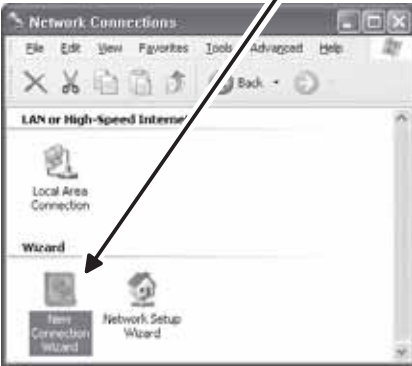 Network Connections
File Edit View Favorites Tools Advanced Help
Back
LAN or High-Speed Interne
Local Area
Connection
Wizard
New
Connection
Wizard
Network Setup
Wizard